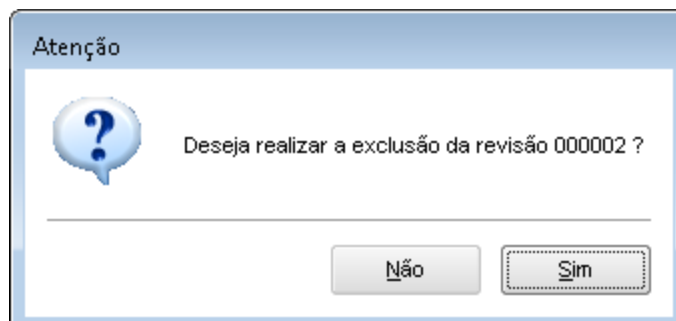 Atenção
Deseja realizar a exclusão da revisão 000002 ?
Não
Sim